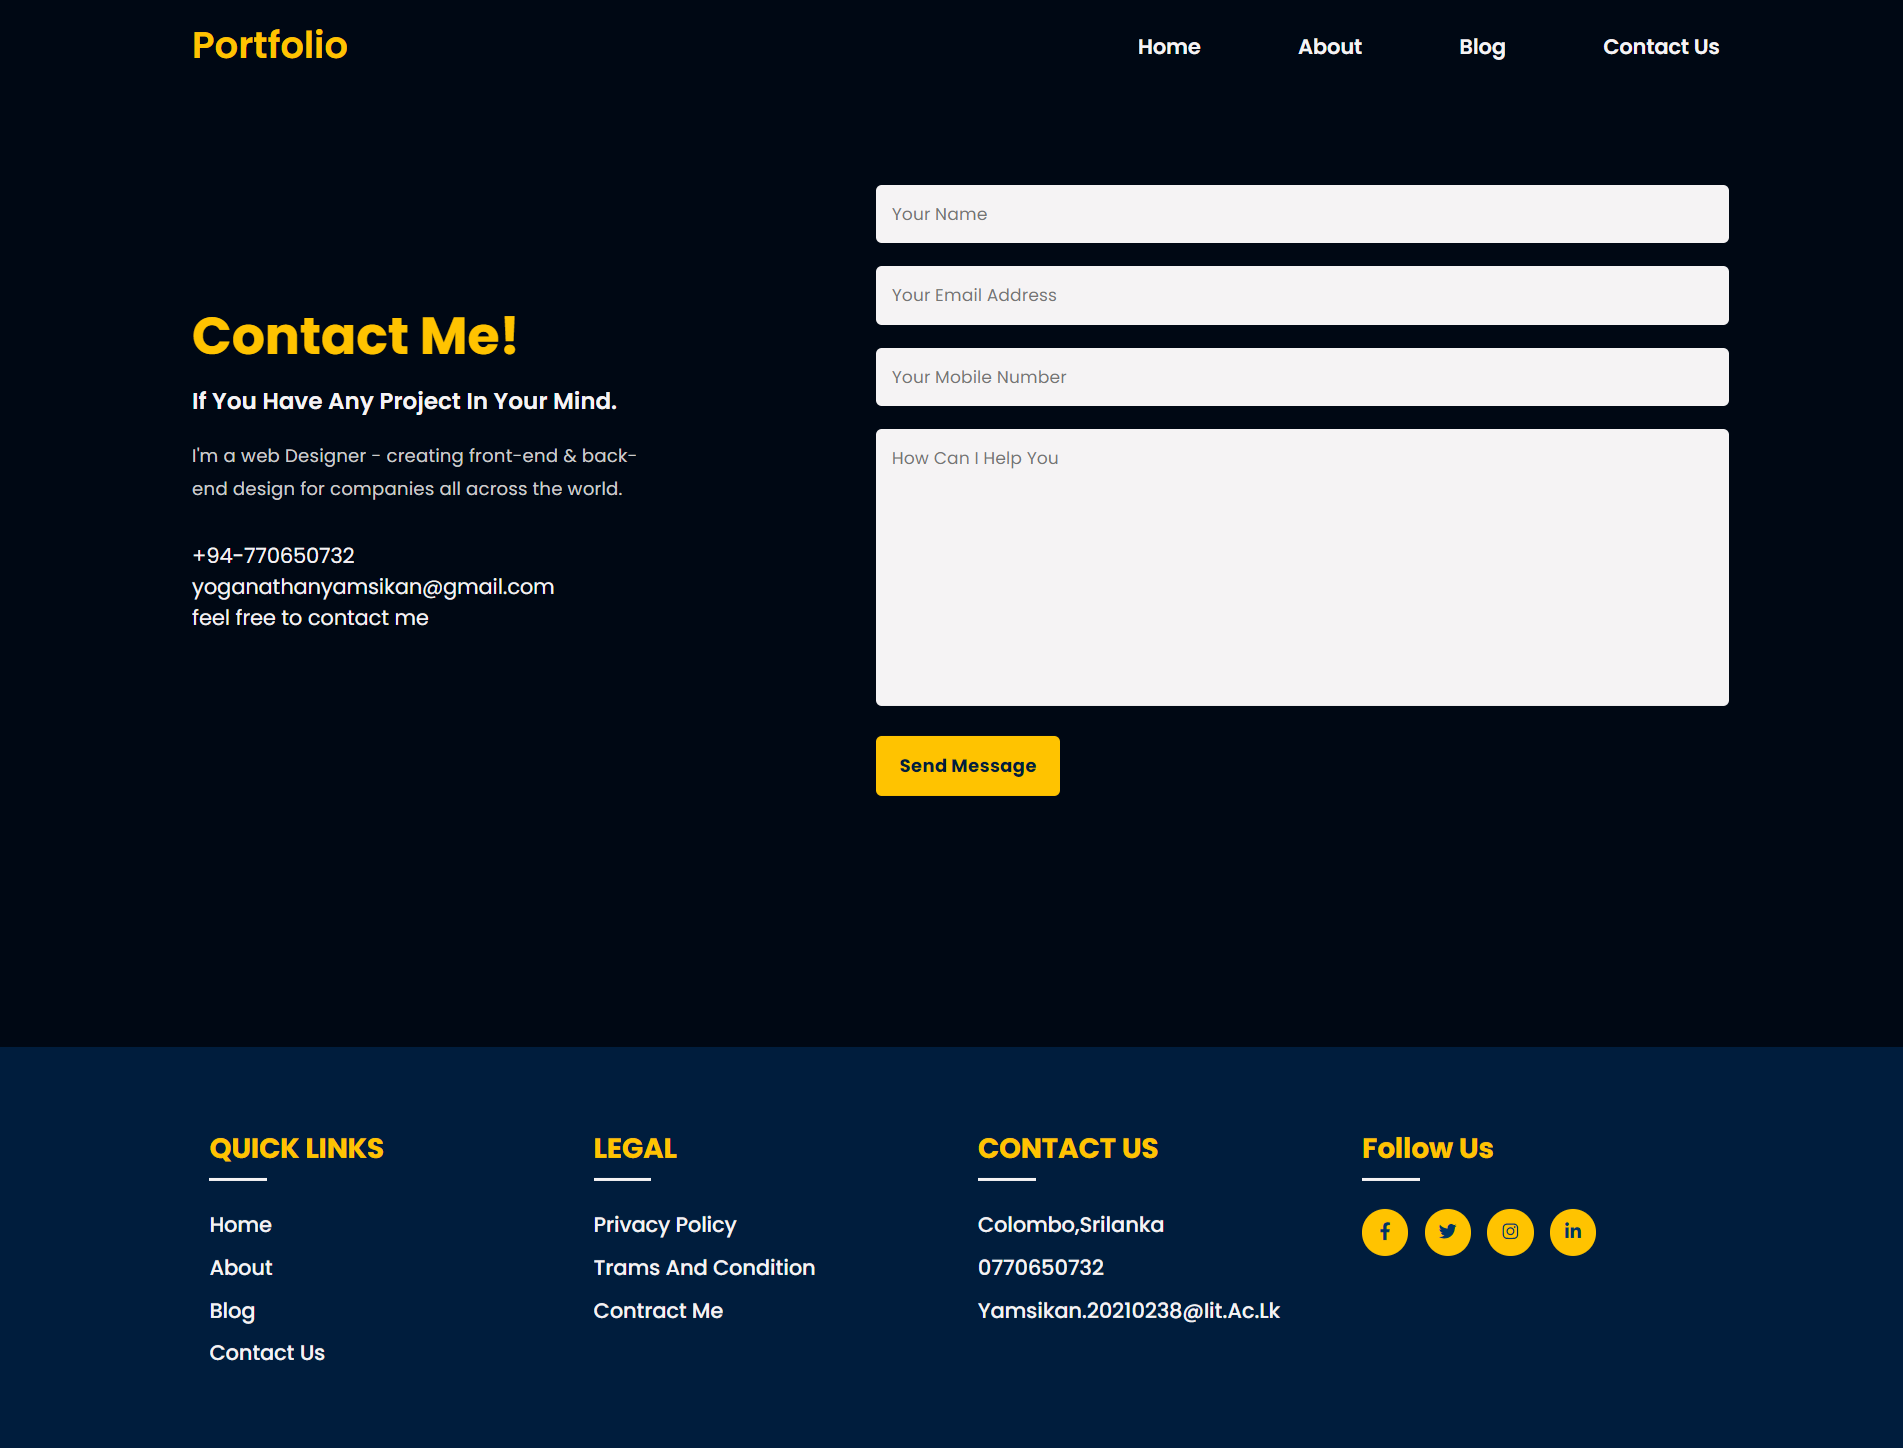 Portfolio
Home About Blog Contact Us
Contact Me!
If You Have Any Project In Your Mind.
I'm a web Designer - creating front-end & back-
end design for companies all across the world.
+94-770650732
yoganathanyamsikan@gmail.com
feel free to contact me
Your Name
Your Email Address
Your Mobile Number
How Can I Help You
Send Message
QUICK LINKS
Home
About
Blog
Contact Us
LEGAL
Privacy Policy
Trams And Condition
Contract Me
CONTACT US
Colombo,Srilanka
0770650732
Yamsikan.20210238@Iit.Ac.Lk
Follow Us